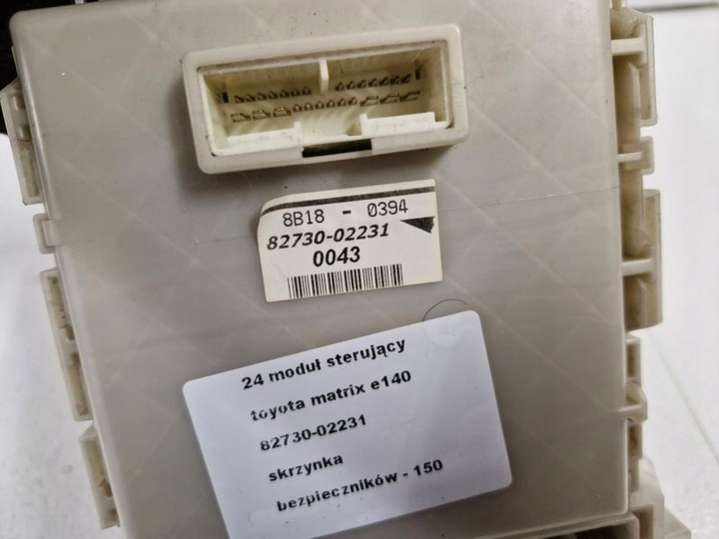 8B18 - 0394
82730-02231
0043
24 moduł sterujący
toyota matrix e140
82730-02231
skrzynka
bezpieczników - 150